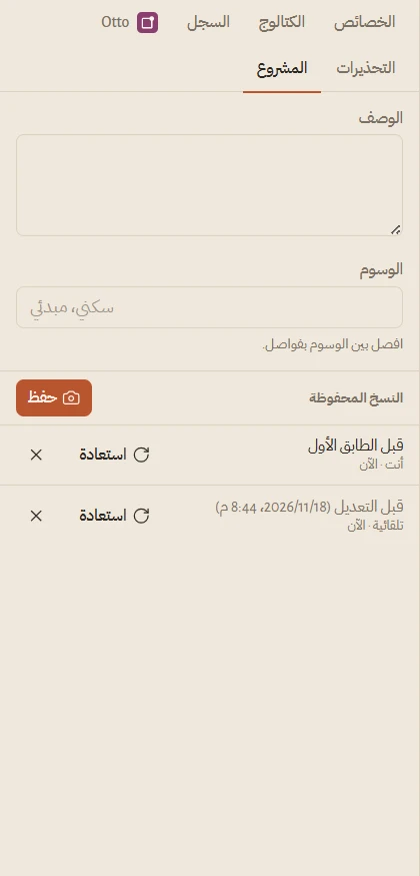 الخصائص الكتالوج السجل Otto
التحذيرات المشروع
الوصف
الوسوم
سكني، مبدئي
افصل بين الوسوم بفواصل.
النسخ المحفوظة حفظ
قبل الطابق الأول استعادة
أنت · الآن
قبل التعديل (2026/11/18، 8:44 م) استعادة
تلقائية · الآن